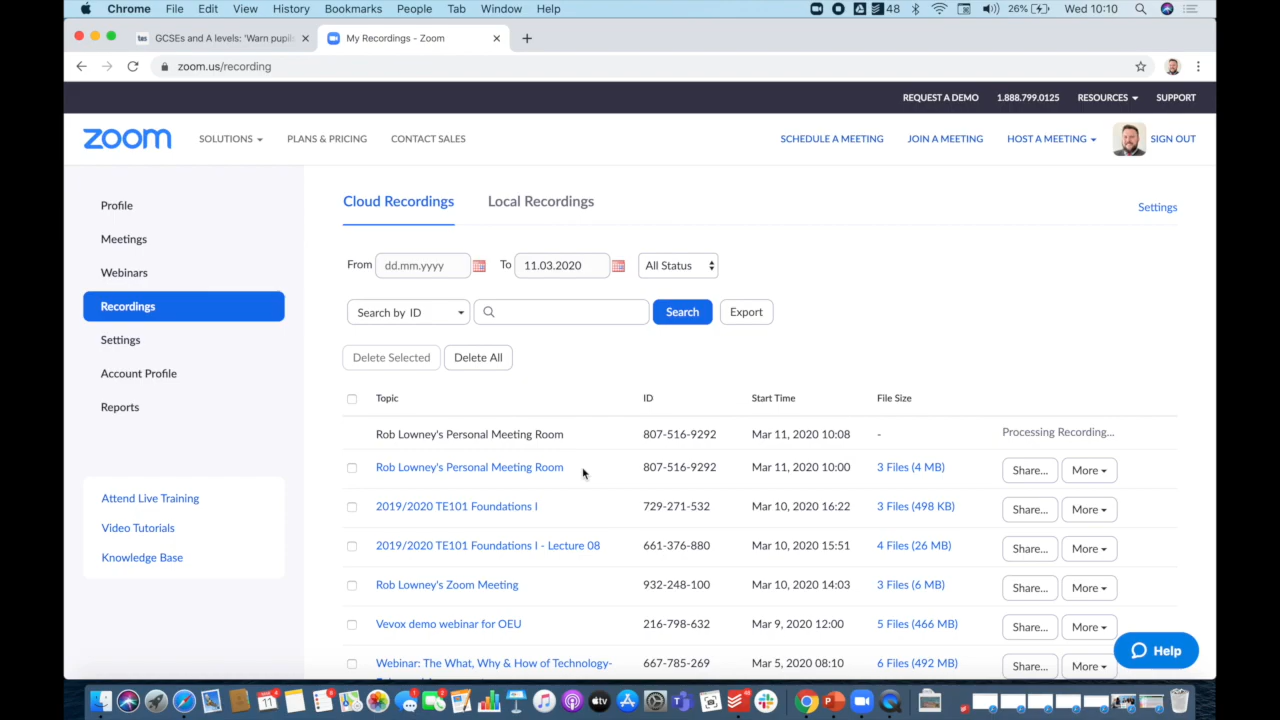 Chrome File Edit View History Bookmarks People Tab Window Help 48 26% Wed 10:10
tes GCSEs and A levels: 'Warn pupils My Recordings - Zoom
zoom.us/recording
REQUEST A DEMO 1.888.799.0125 RESOURCES SUPPORT
zoom SOLUTIONS PLANS & PRICING CONTACT SALES SCHEDULE A MEETING JOIN A MEETING HOST A MEETING SIGN OUT
Profile
Meetings
Webinars
Recordings
Settings
Account Profile
Reports
Attend Live Training
Video Tutorials
Knowledge Base
Cloud Recordings Local Recordings Settings
From dd.mm.yyyy To 11.03.2020 All Status
Search by ID Search Export
Delete Selected Delete All
Topic ID Start Time File Size
Rob Lowney's Personal Meeting Room 807-516-9292 Mar 11, 2020 10:08 - Processing Recording...
Rob Lowney's Personal Meeting Room 807-516-9292 Mar 11, 2020 10:00 3 Files (4 MB) Share... More
2019/2020 TE101 Foundations I 729-271-532 Mar 10, 2020 16:22 3 Files (498 KB) Share... More
2019/2020 TE101 Foundations I - Lecture 08 661-376-880 Mar 10, 2020 15:51 4 Files (26 MB) Share... More
Rob Lowney's Zoom Meeting 932-248-100 Mar 10, 2020 14:03 3 Files (6 MB) Share... More
Vevox demo webinar for OEU 216-798-632 Mar 9, 2020 12:00 5 Files (466 MB) Share... More
Webinar: The What, Why & How of Technology- 667-785-269 Mar 5, 2020 08:10 6 Files (492 MB) Share... More
Help